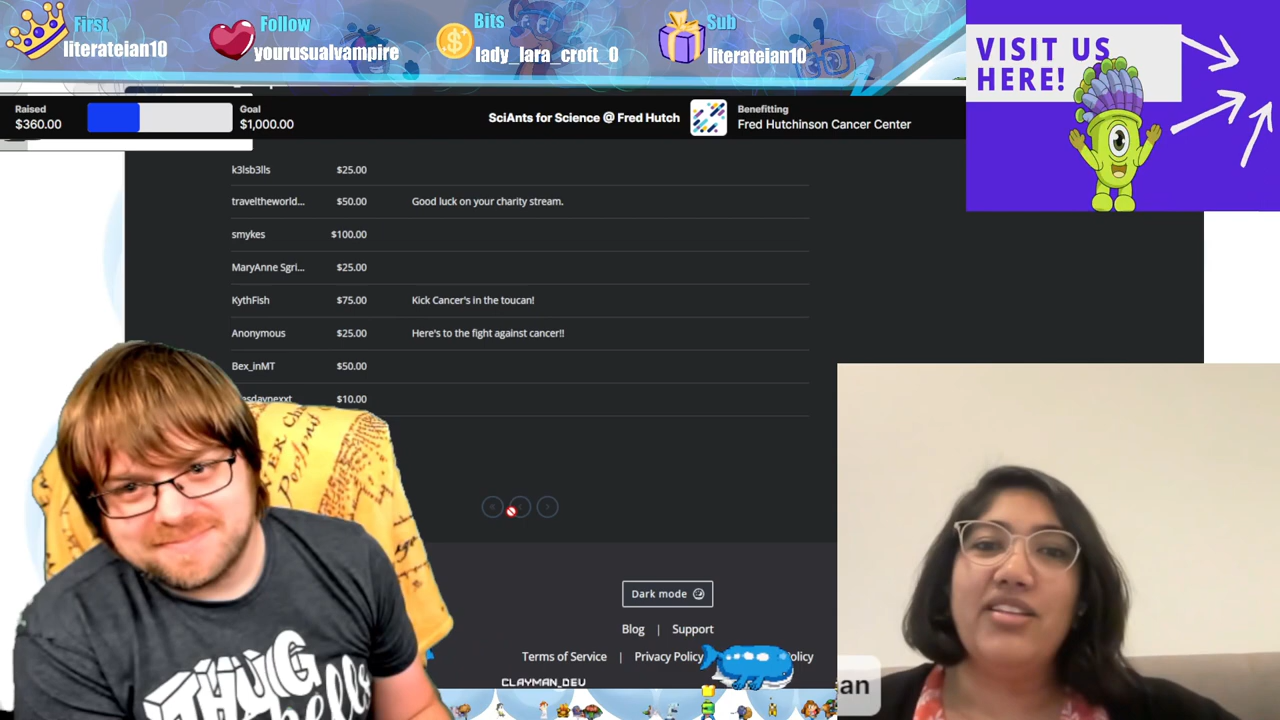 First
literateian10
Follow
yourusualvampire
Bits
lady_lara_croft_0
Sub
literateian10
VISIT US
HERE!
Raised
$360.00
Goal
$1,000.00
SciAnts for Science @ Fred Hutch
Benefitting
Fred Hutchinson Cancer Center
k3lsb3lls $25.00
traveltheworld... $50.00 Good luck on your charity stream.
smykes $100.00
MaryAnne Sgri... $25.00
KythFish $75.00 Kick Cancer's in the toucan!
Anonymous $25.00 Here's to the fight against cancer!!
Bex_inMT $50.00
$10.00
Dark mode
Blog | Support
Terms of Service | Privacy Policy
CLAYMAN_DEV
THUG